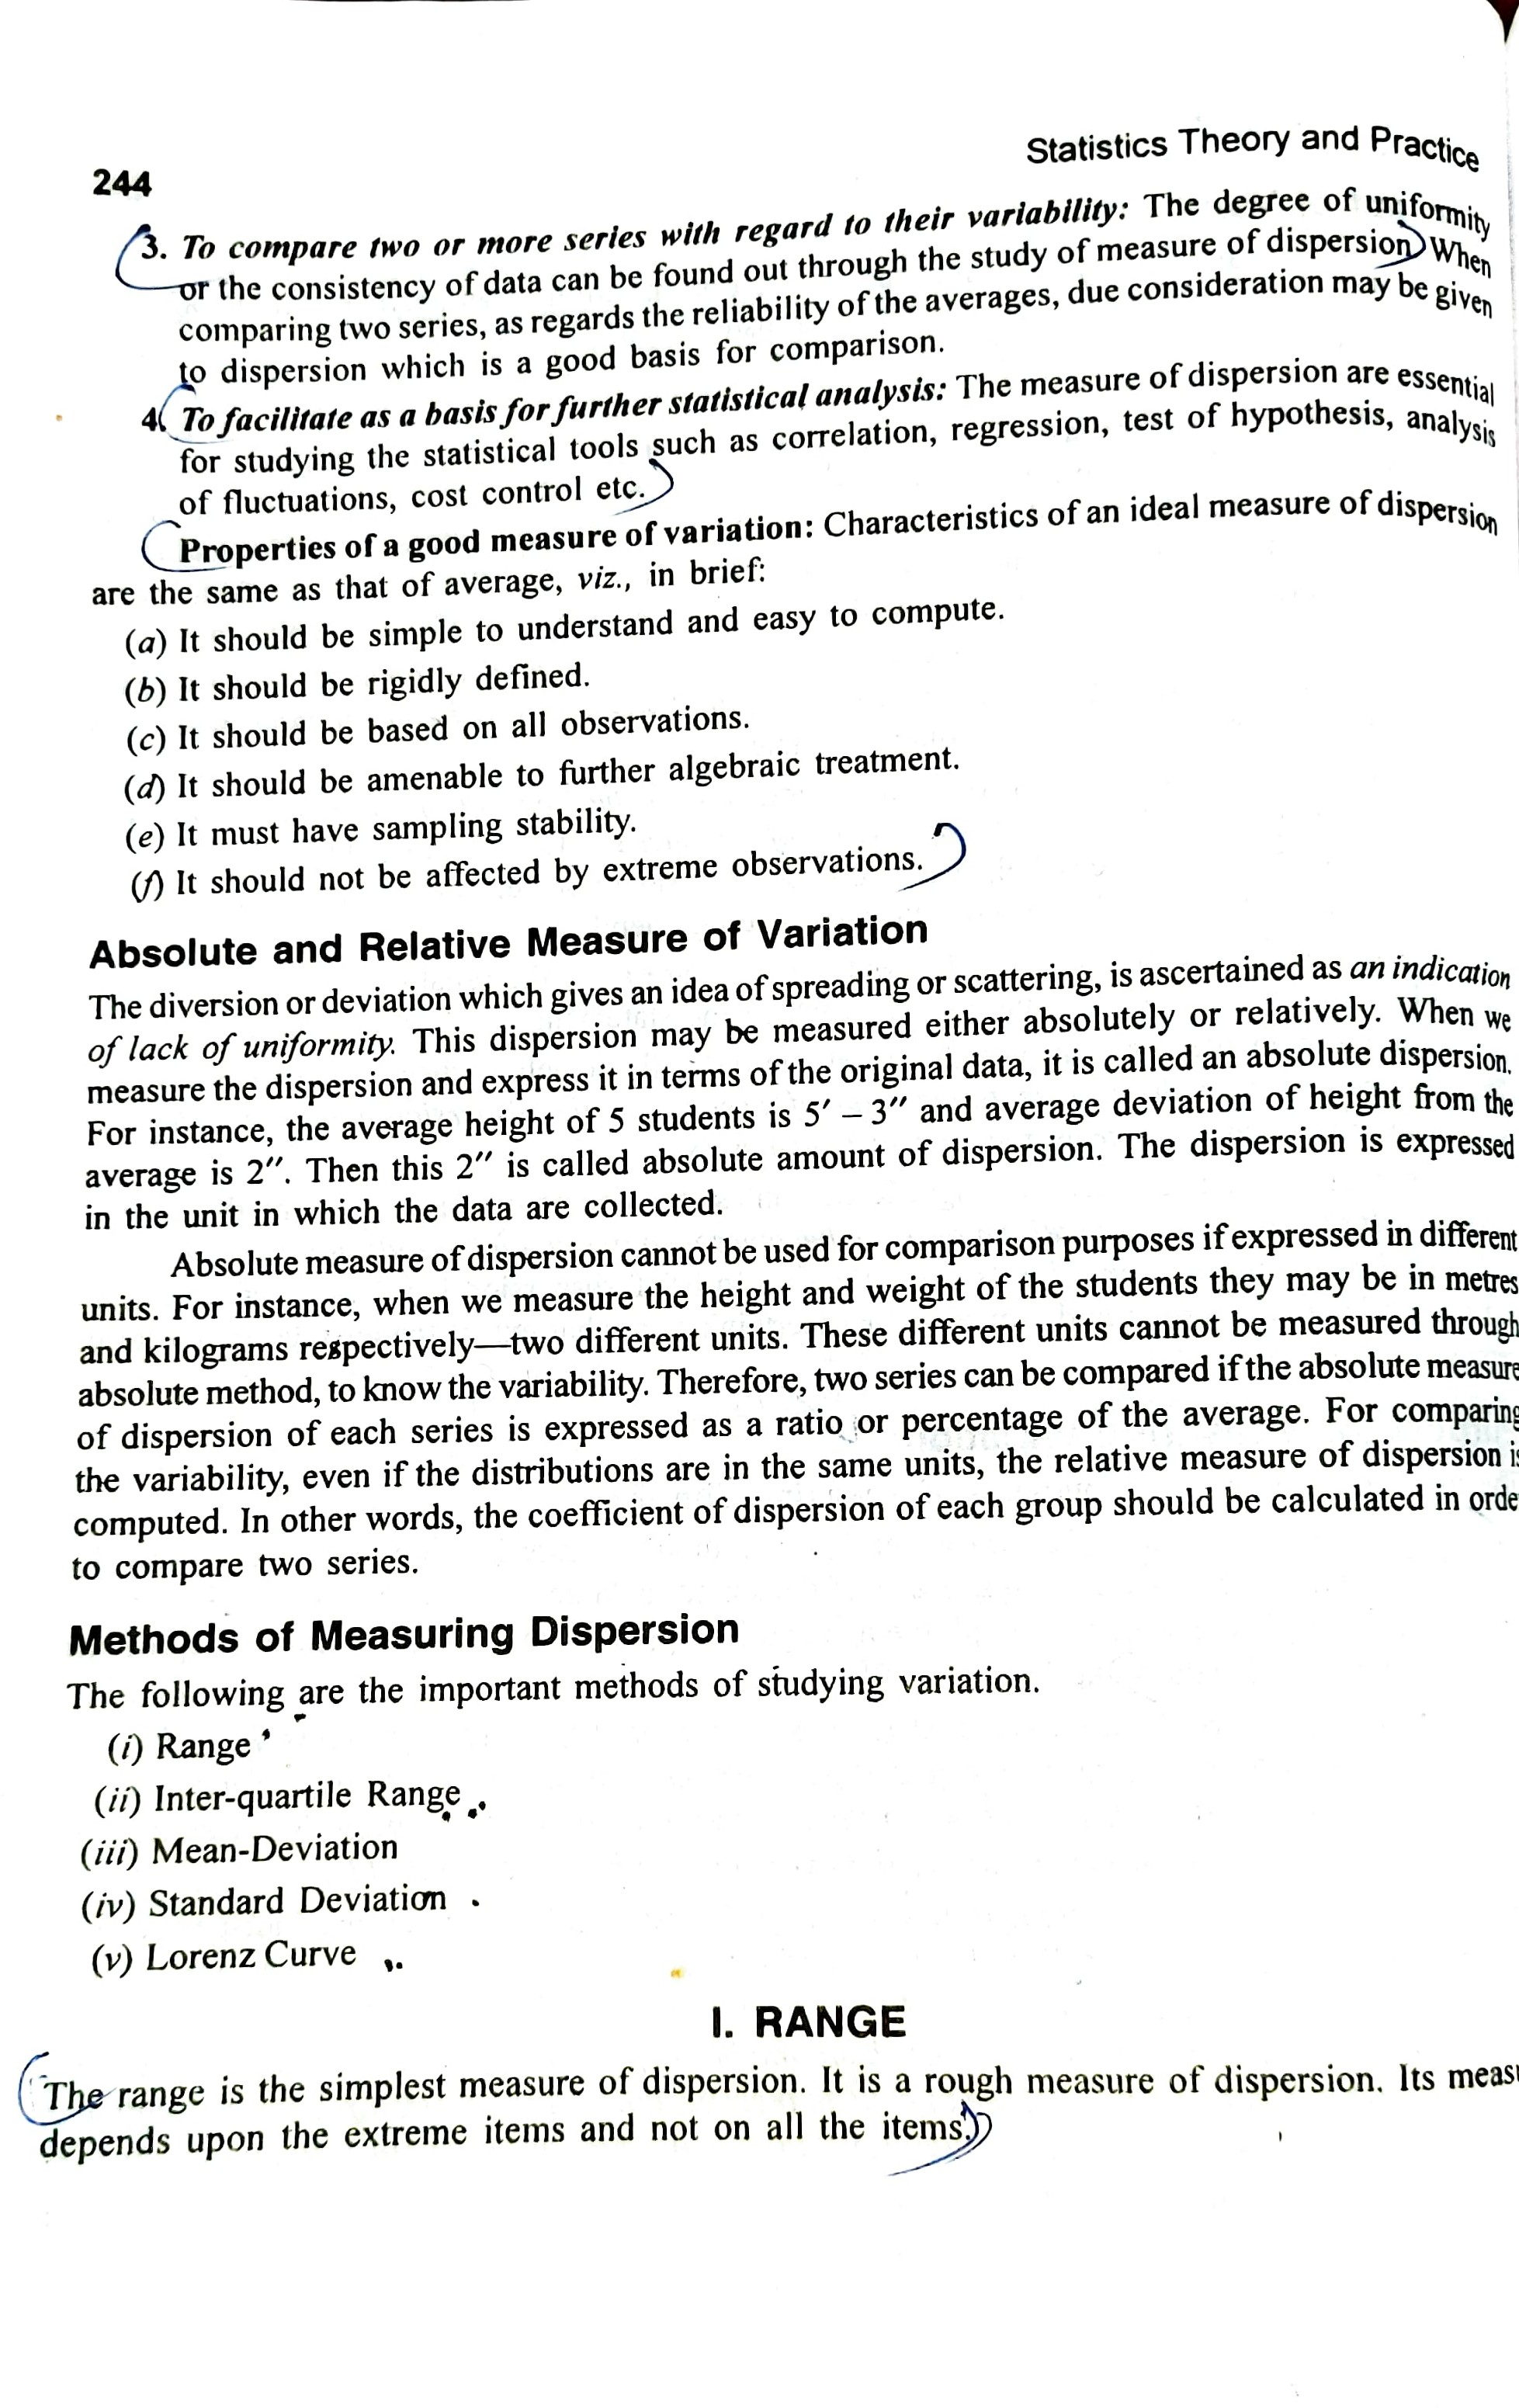 Statistics Theory and Practice
244
3. To compare two or more series with regard to their variability: The degree of uniformity
or the consistency of data can be found out through the study of measure of dispersion. When
comparing two series, as regards the reliability of the averages, due consideration may be given
to dispersion which is a good basis for comparison.
4. To facilitate as a basis for further statistical analysis: The measure of dispersion are essential
for studying the statistical tools such as correlation, regression, test of hypothesis, analysis
of fluctuations, cost control etc.
Properties of a good measure of variation: Characteristics of an ideal measure of dispersion
are the same as that of average, viz., in brief:
(a) It should be simple to understand and easy to compute.
(b) It should be rigidly defined.
(c) It should be based on all observations.
(d) It should be amenable to further algebraic treatment.
(e) It must have sampling stability.
(f) It should not be affected by extreme observations.
Absolute and Relative Measure of Variation
The diversion or deviation which gives an idea of spreading or scattering, is ascertained as an indication
of lack of uniformity. This dispersion may be measured either absolutely or relatively. When we
measure the dispersion and express it in terms of the original data, it is called an absolute dispersion.
For instance, the average height of 5 students is 5′ – 3″ and average deviation of height from the
average is 2″. Then this 2″ is called absolute amount of dispersion. The dispersion is expressed
in the unit in which the data are collected.
Absolute measure of dispersion cannot be used for comparison purposes if expressed in different
units. For instance, when we measure the height and weight of the students they may be in metres
and kilograms respectively—two different units. These different units cannot be measured through
absolute method, to know the variability. Therefore, two series can be compared if the absolute measure
of dispersion of each series is expressed as a ratio or percentage of the average. For comparing
the variability, even if the distributions are in the same units, the relative measure of dispersion is
computed. In other words, the coefficient of dispersion of each group should be calculated in orde
to compare two series.
Methods of Measuring Dispersion
The following are the important methods of studying variation.
(i) Range
(ii) Inter-quartile Range
(iii) Mean-Deviation
(iv) Standard Deviation
(v) Lorenz Curve
I. RANGE
The range is the simplest measure of dispersion. It is a rough measure of dispersion. Its meas
depends upon the extreme items and not on all the items.